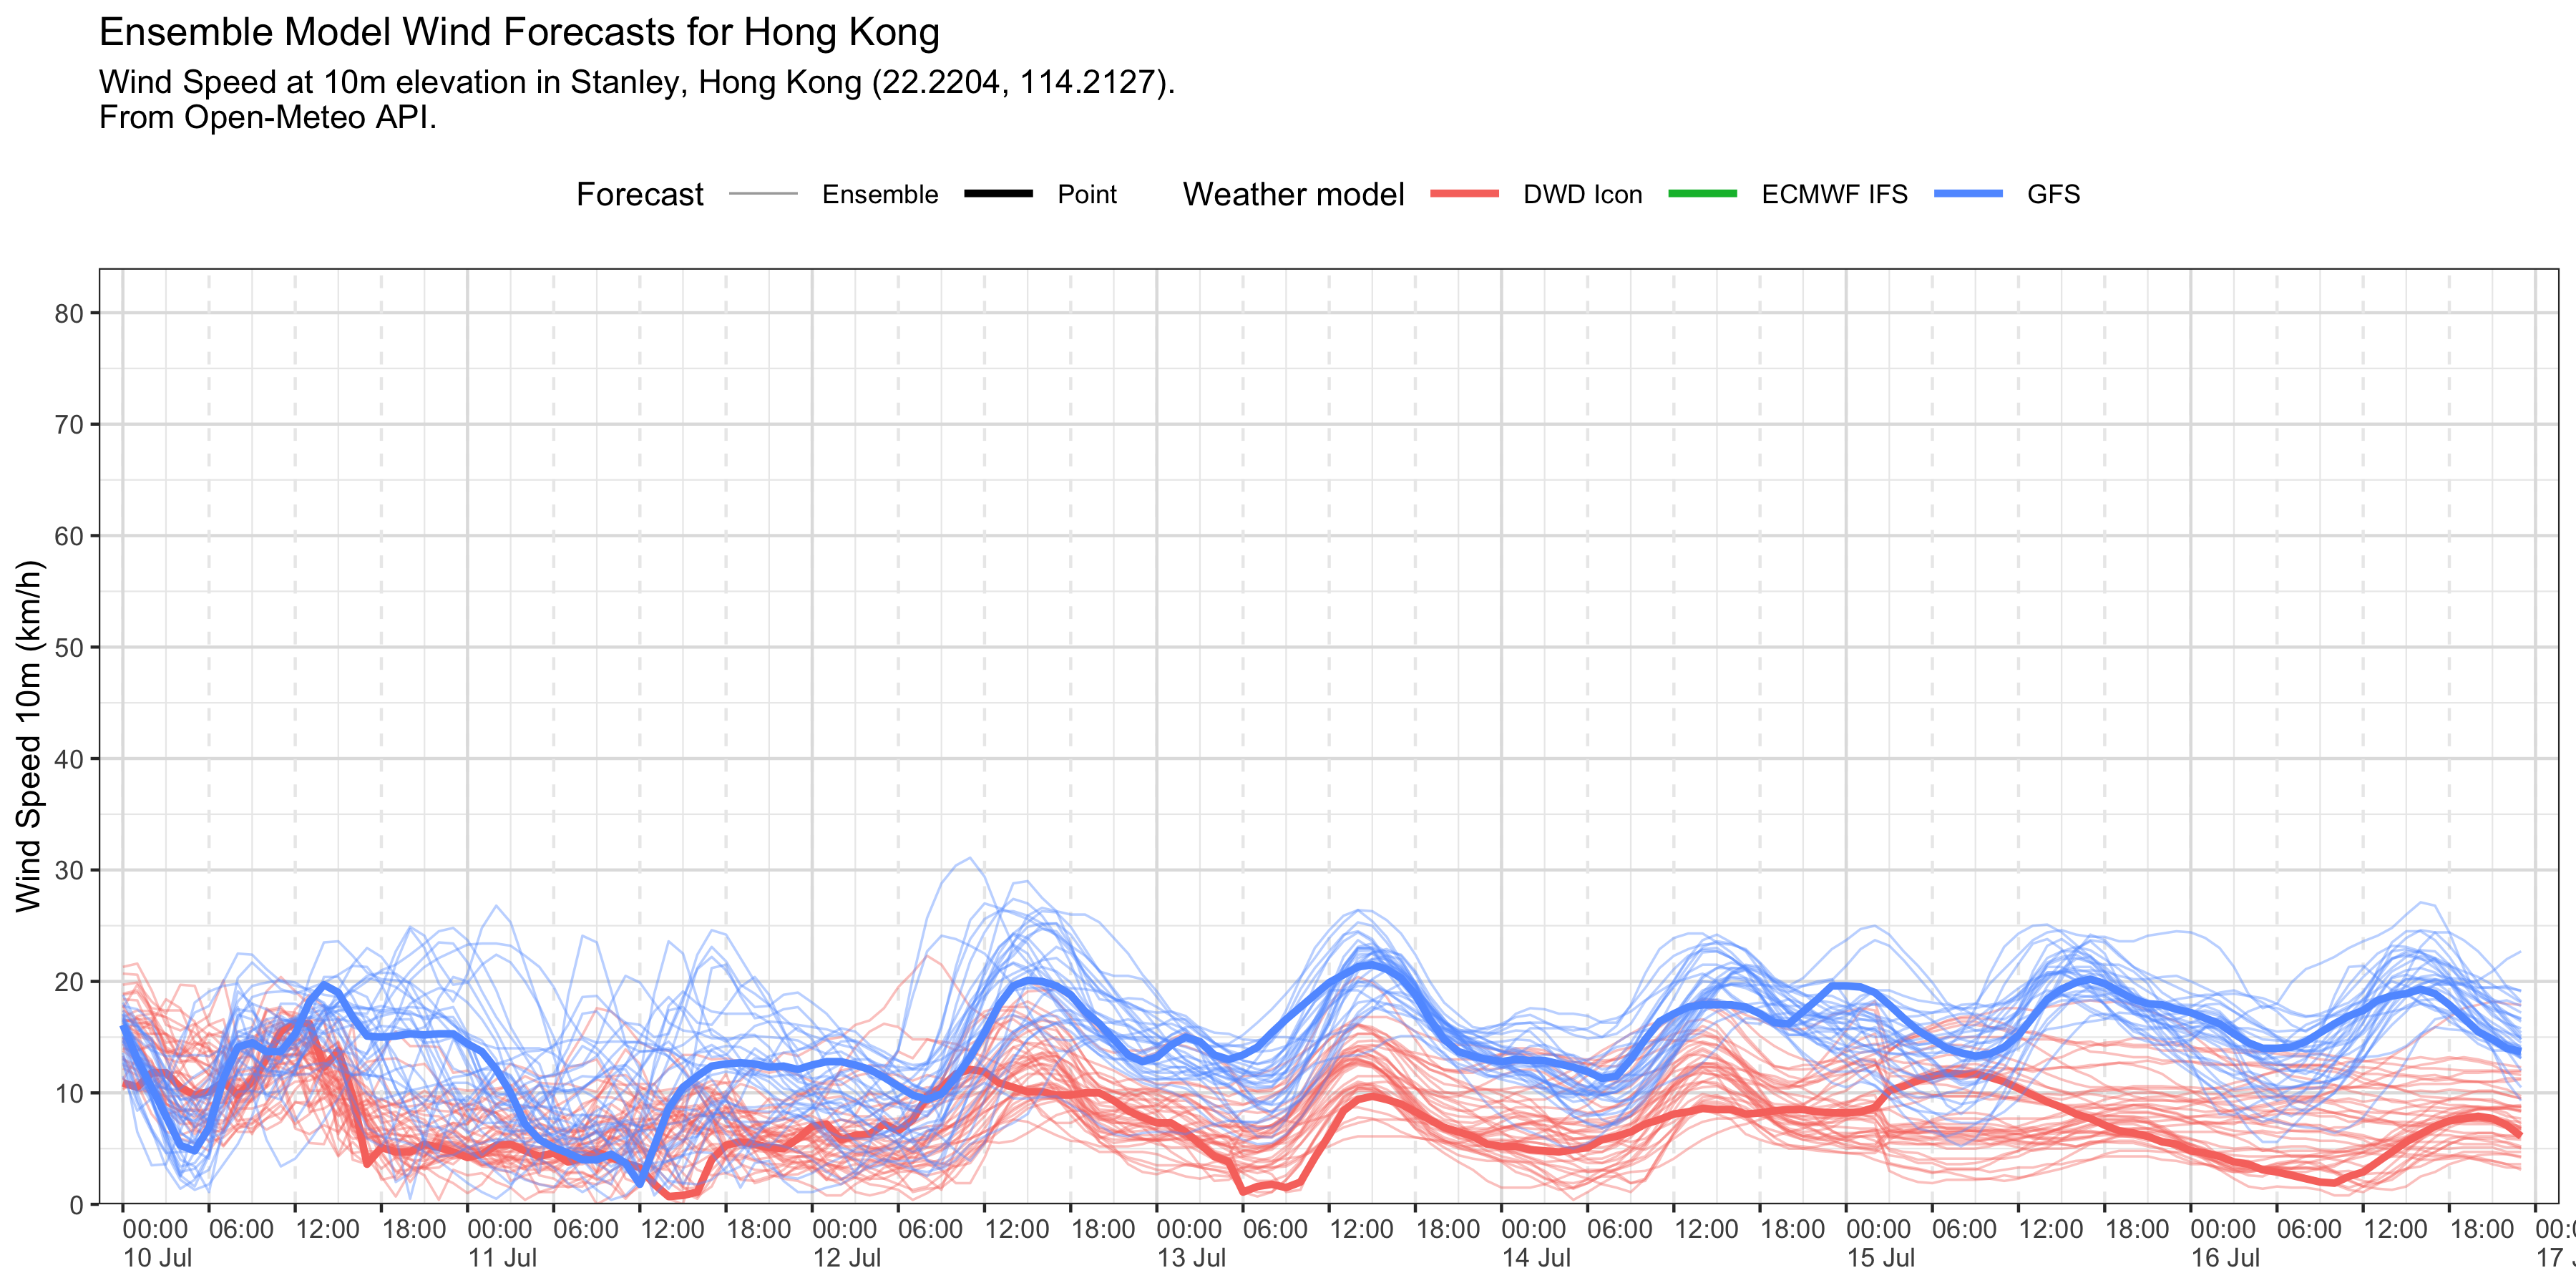 Ensemble Model Wind Forecasts for Hong Kong
Wind Speed at 10m elevation in Stanley, Hong Kong (22.2204, 114.2127).
From Open-Meteo API.
Forecast Ensemble Point Weather model DWD Icon ECMWF IFS GFS
Wind Speed 10m (km/h)
80
70
60
50
40
30
20
10
0
00:00 06:00 12:00 18:00 00:00 06:00 12:00 18:00 00:00 06:00 12:00 18:00 00:00 06:00 12:00 18:00 00:00 06:00 12:00 18:00 00:00 06:00 12:00 18:00 00:00 06:00 12:00 18:00
10 Jul 11 Jul 12 Jul 13 Jul 14 Jul 15 Jul 16 Jul 17